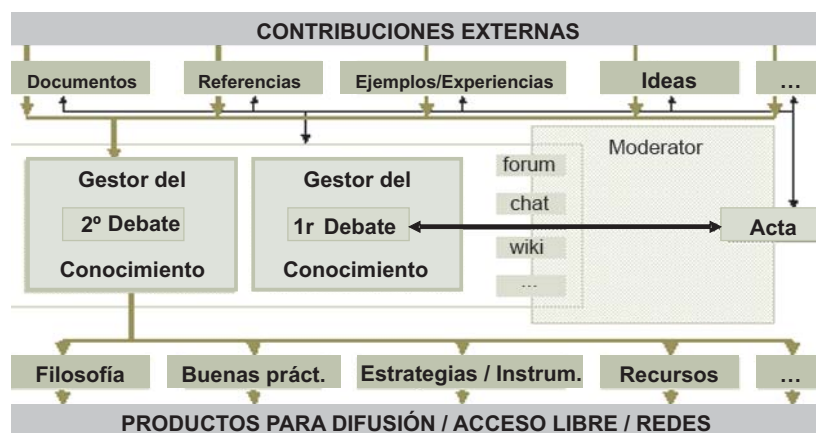 CONTRIBUCIONES EXTERNAS
Documentos
Referencias
Ejemplos/Experiencias
Ideas
...
Moderator
Gestor del
2º Debate
Conocimiento
Gestor del
1r Debate
Conocimiento
forum
chat
wiki
...
Acta
Filosofía
Buenas práct.
Estrategias / Instrum.
Recursos
...
PRODUCTOS PARA DIFUSIÓN / ACCESO LIBRE / REDES